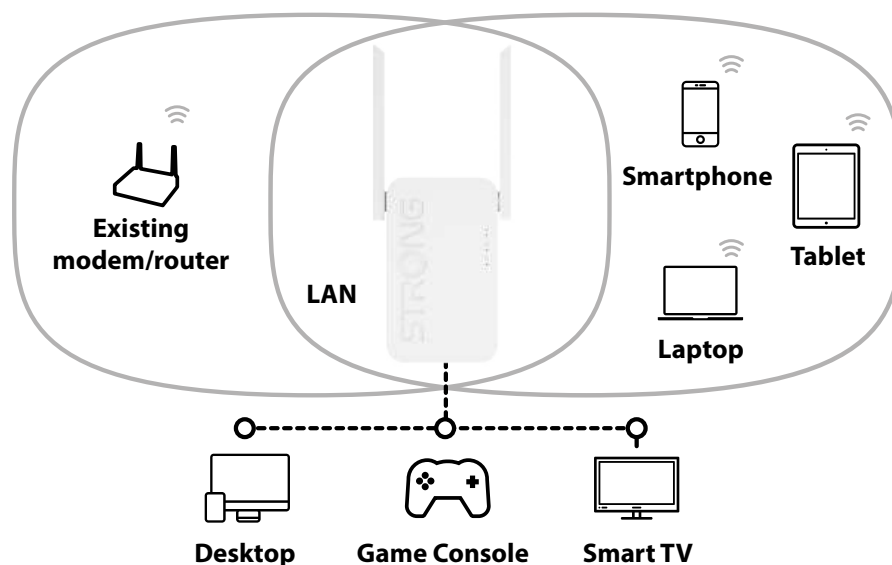 Existing
modem/router
STRONG
LAN
Smartphone
Tablet
Laptop
Desktop
Game Console
Smart TV